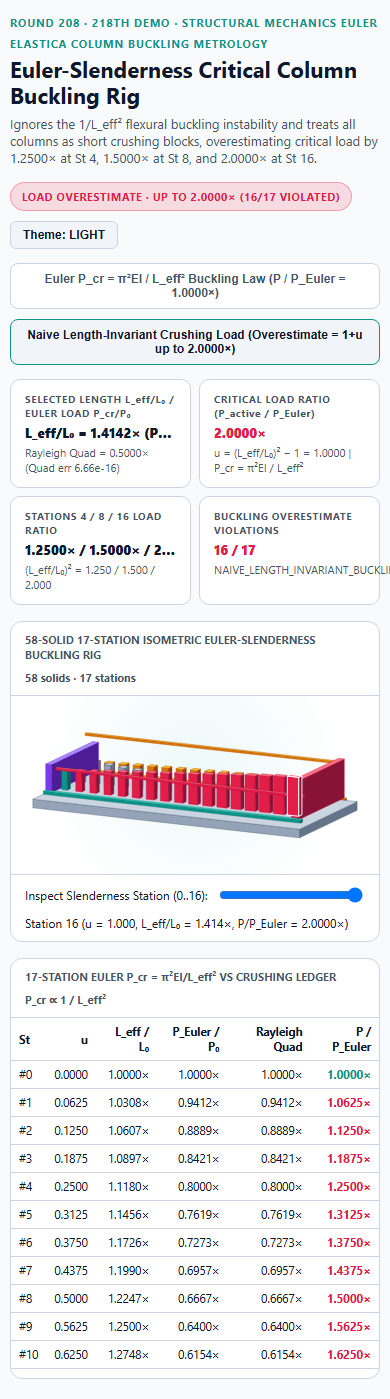 ROUND 208 · 218TH DEMO · STRUCTURAL MECHANICS EULER
ELASTICA COLUMN BUCKLING METROLOGY
Euler-Slenderness Critical Column
Buckling Rig
Ignores the 1/L_eff² flexural buckling instability and treats all
columns as short crushing blocks, overestimating critical load by
1.2500× at St 4, 1.5000× at St 8, and 2.0000× at St 16.
LOAD OVERESTIMATE · UP TO 2.0000× (16/17 VIOLATED)
Theme: LIGHT
Euler P_cr = π²EI / L_eff² Buckling Law (P / P_Euler =
1.0000×)
Naive Length-Invariant Crushing Load (Overestimate = 1+u
up to 2.0000×)
SELECTED LENGTH L_eff/L₀ /
EULER LOAD P_cr/P₀
L_eff/L₀ = 1.4142× (P...
Rayleigh Quad = 0.5000×
(Quad err 6.66e-16)
CRITICAL LOAD RATIO
(P_active / P_Euler)
2.0000×
u = (L_eff/L₀)² − 1 = 1.0000 |
P_cr = π²EI / L_eff²
STATIONS 4 / 8 / 16 LOAD
RATIO
1.2500× / 1.5000× / 2...
(L_eff/L₀)² = 1.250 / 1.500 /
2.000
BUCKLING OVERESTIMATE
VIOLATIONS
16 / 17
NAIVE_LENGTH_INVARIANT_BUCKLI
58-SOLID 17-STATION ISOMETRIC EULER-SLENDERNESS
BUCKLING RIG
58 solids · 17 stations
Inspect Slenderness Station (0..16):
Station 16 (u = 1.000, L_eff/L₀ = 1.414×, P/P_Euler = 2.0000×)
17-STATION EULER P_cr = π²EI/L_eff² VS CRUSHING LEDGER
P_cr ∝ 1 / L_eff²
St u L_eff / L₀ P_Euler / P₀ Rayleigh Quad P / P_Euler
#0 0.0000 1.0000× 1.0000× 1.0000× 1.0000×
#1 0.0625 1.0308× 0.9412× 0.9412× 1.0625×
#2 0.1250 1.0607× 0.8889× 0.8889× 1.1250×
#3 0.1875 1.0897× 0.8421× 0.8421× 1.1875×
#4 0.2500 1.1180× 0.8000× 0.8000× 1.2500×
#5 0.3125 1.1456× 0.7619× 0.7619× 1.3125×
#6 0.3750 1.1726× 0.7273× 0.7273× 1.3750×
#7 0.4375 1.1990× 0.6957× 0.6957× 1.4375×
#8 0.5000 1.2247× 0.6667× 0.6667× 1.5000×
#9 0.5625 1.2500× 0.6400× 0.6400× 1.5625×
#10 0.6250 1.2748× 0.6154× 0.6154× 1.6250×